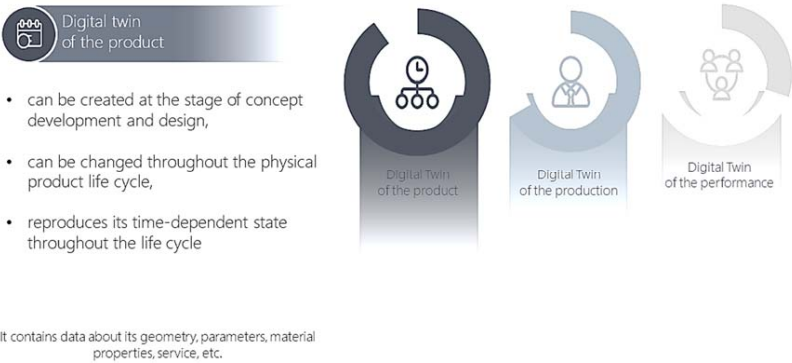 Digital twin
of the product
• can be created at the stage of concept
development and design,
• can be changed throughout the physical
product life cycle,
• reproduces its time-dependent state
throughout the life cycle
It contains data about its geometry, parameters, material
properties, service, etc.
Digital Twin
of the product
Digital Twin
of the production
Digital Twin
of the performance